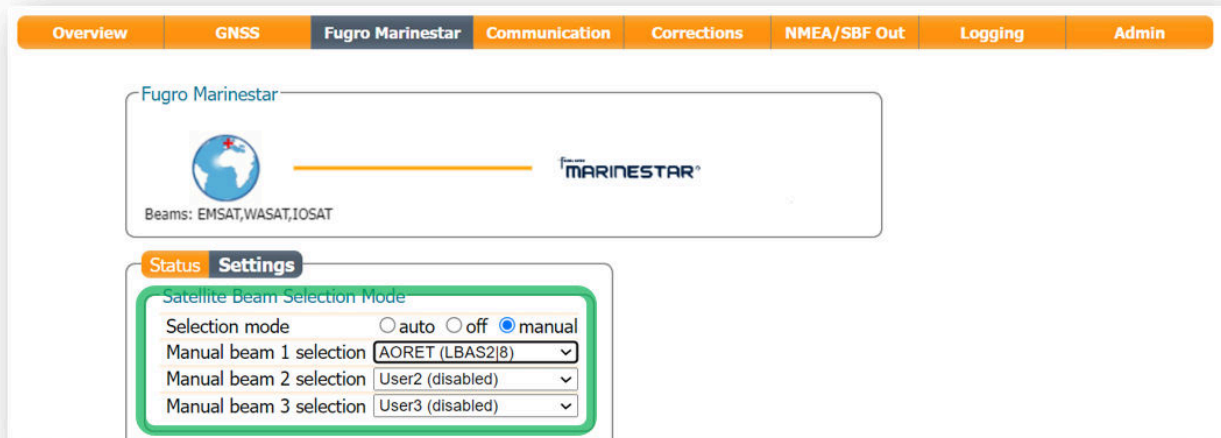 Overview GNSS Fugro Marinestar Communication Corrections NMEA/SBF Out Logging Admin
Fugro Marinestar
MARINESTAR®
Beams: EMSAT,WASAT,IOSAT
Status Settings
Satellite Beam Selection Mode
Selection mode auto off manual
Manual beam 1 selection AORET (LBAS2|8)
Manual beam 2 selection User2 (disabled)
Manual beam 3 selection User3 (disabled)